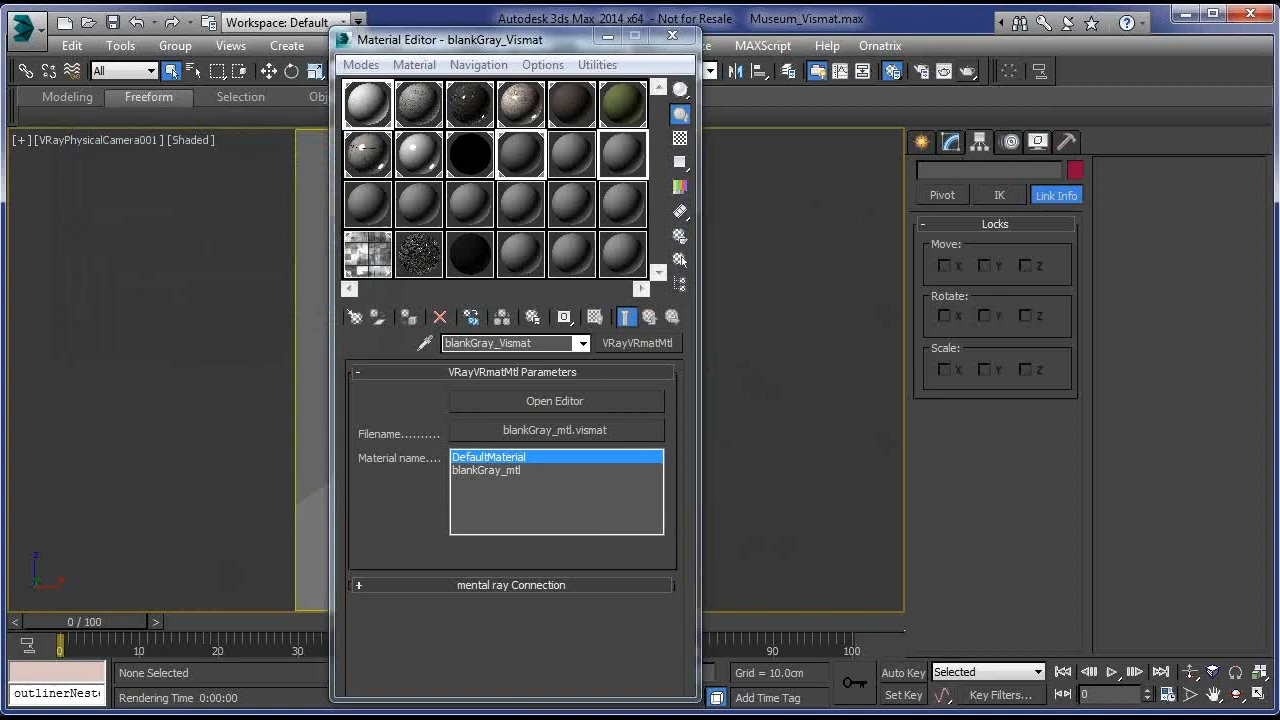 Workspace: Default
Autodesk 3ds Max 2014 x64 - Not for Resale Museum_Vismat.max
Material Editor - blankGray_Vismat
Edit Tools Group Views Create
MAXScript Help Ornatrix
Modes Material Navigation Options Utilities
All
Modeling Freeform Selection
[+] [VRayPhysicalCamera001] [Shaded]
Pivot IK Link Info
- Locks
Move:
X Y Z
Rotate:
X Y Z
Scale:
X Y Z
blankGray_Vismat VRayVRmatMtl
- VRayVRmatMtl Parameters
Open Editor
Filename.......... blankGray_mtl.vismat
Material name.... DefaultMaterial
blankGray_mtl
+ mental ray Connection
z
x
< 0 / 100 >
0 10 20 30 90 100
None Selected Grid = 10.0cm Auto Key Selected
outlinerNeste Rendering Time 0:00:00 Add Time Tag Set Key Key Filters... 0